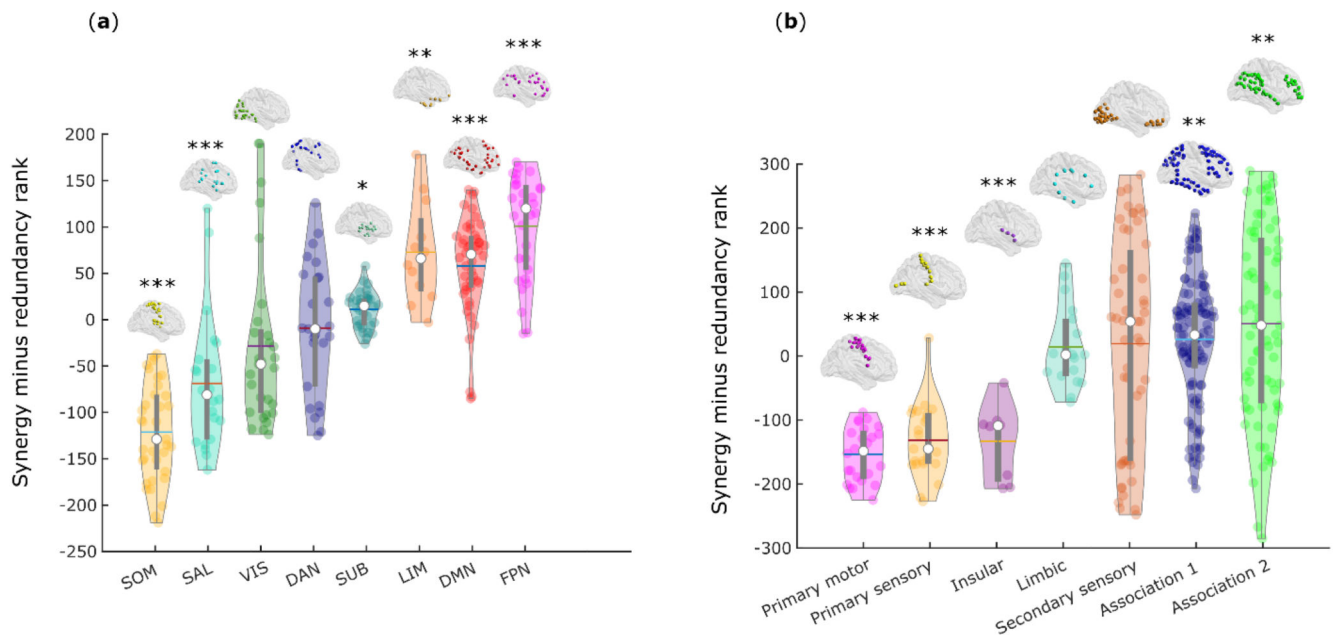 (a)
Synergy minus redundancy rank
200
150
100
50
0
-50
-100
-150
-200
-250
***
***
*
**
***
***
SOM
SAL
VIS
DAN
SUB
LIM
DMN
FPN
(b)
Synergy minus redundancy rank
300
200
100
0
-100
-200
-300
***
***
***
**
**
Primary motor
Primary sensory
Insular
Limbic
Secondary sensory
Association 1
Association 2